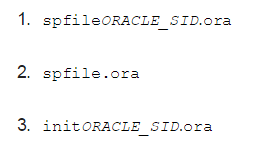 1. spfileORACLE_SID.ora
2. spfile.ora
3. initORACLE_SID.ora